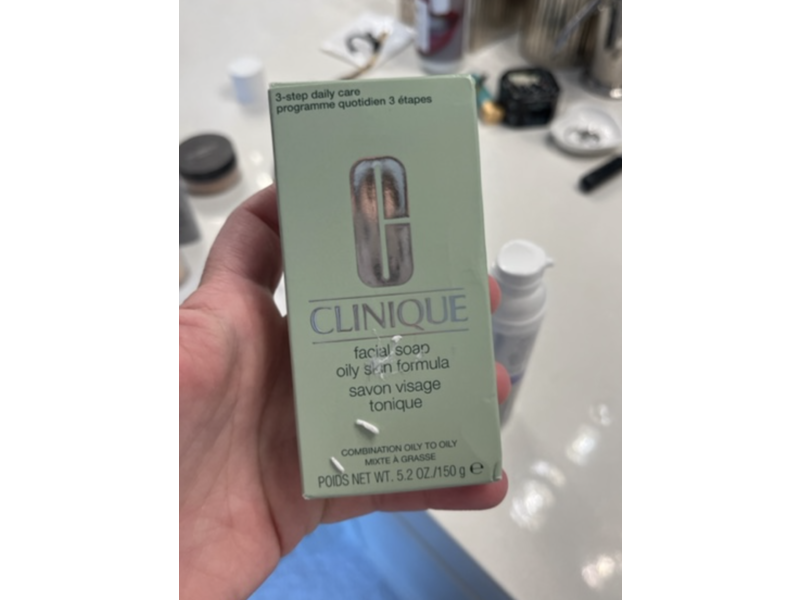 3-step daily care
programme quotidien 3 étapes
CLINIQUE
facial soap
oily skin formula
savon visage
tonique
COMBINATION OILY TO OILY
MIXTE À GRASSE
POIDS NET WT. 5.2 OZ./150 g e